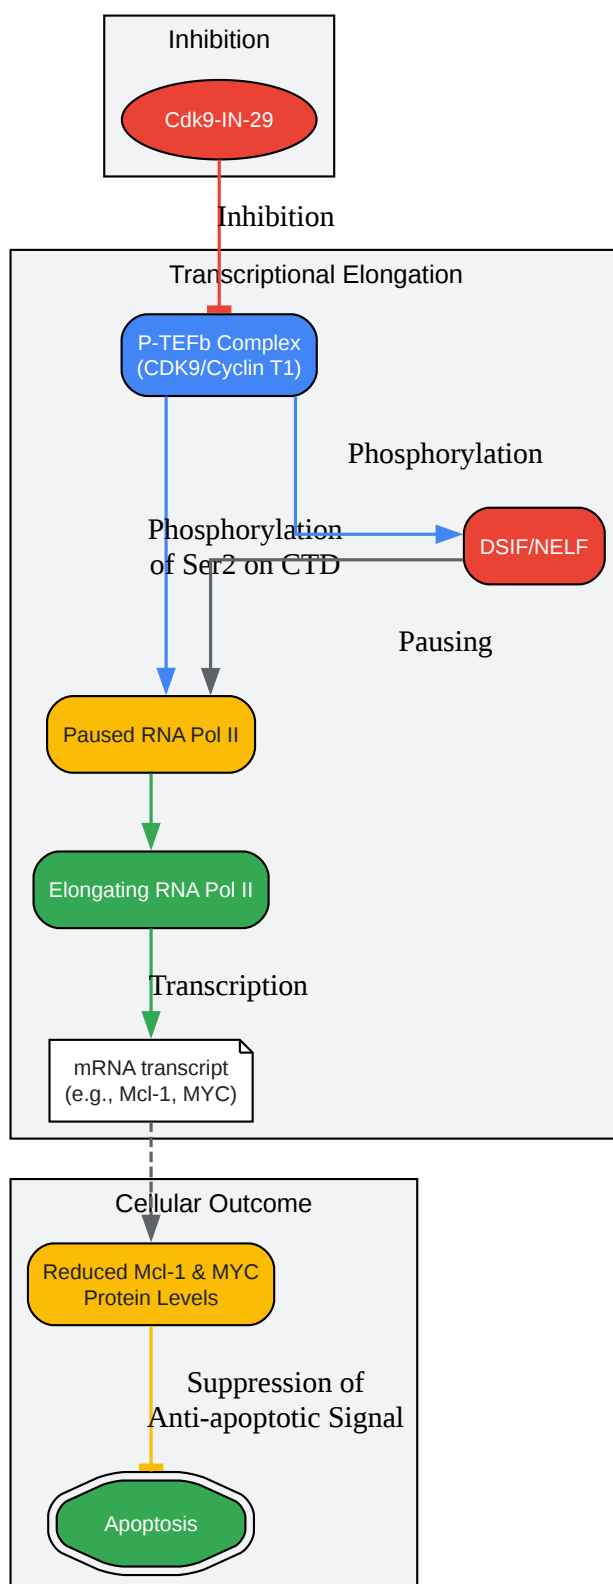 Inhibition
Cdk9-IN-29
Inhibition
Transcriptional Elongation
P-TEFb Complex
(CDK9/Cyclin T1)
Phosphorylation
Phosphorylation
of Ser2 on CTD
DSIF/NELF
Pausing
Paused RNA Pol II
Elongating RNA Pol II
Transcription
mRNA transcript
(e.g., Mcl-1, MYC)
Cellular Outcome
Reduced Mcl-1 & MYC
Protein Levels
Suppression of
Anti-apoptotic Signal
Apoptosis